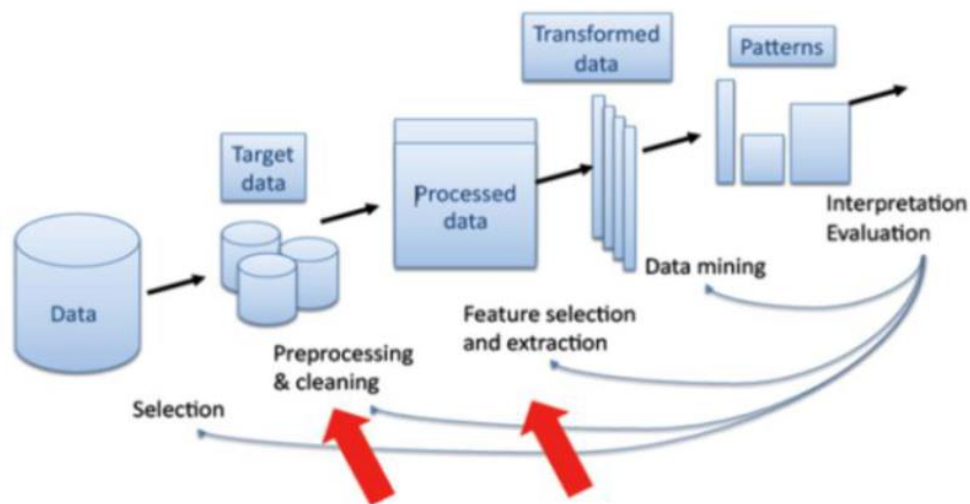 Transformed
data
Patterns
Target
data
Processed
data
Interpretation
Evaluation
Data mining
Data
Feature selection
and extraction
Preprocessing
& cleaning
Selection